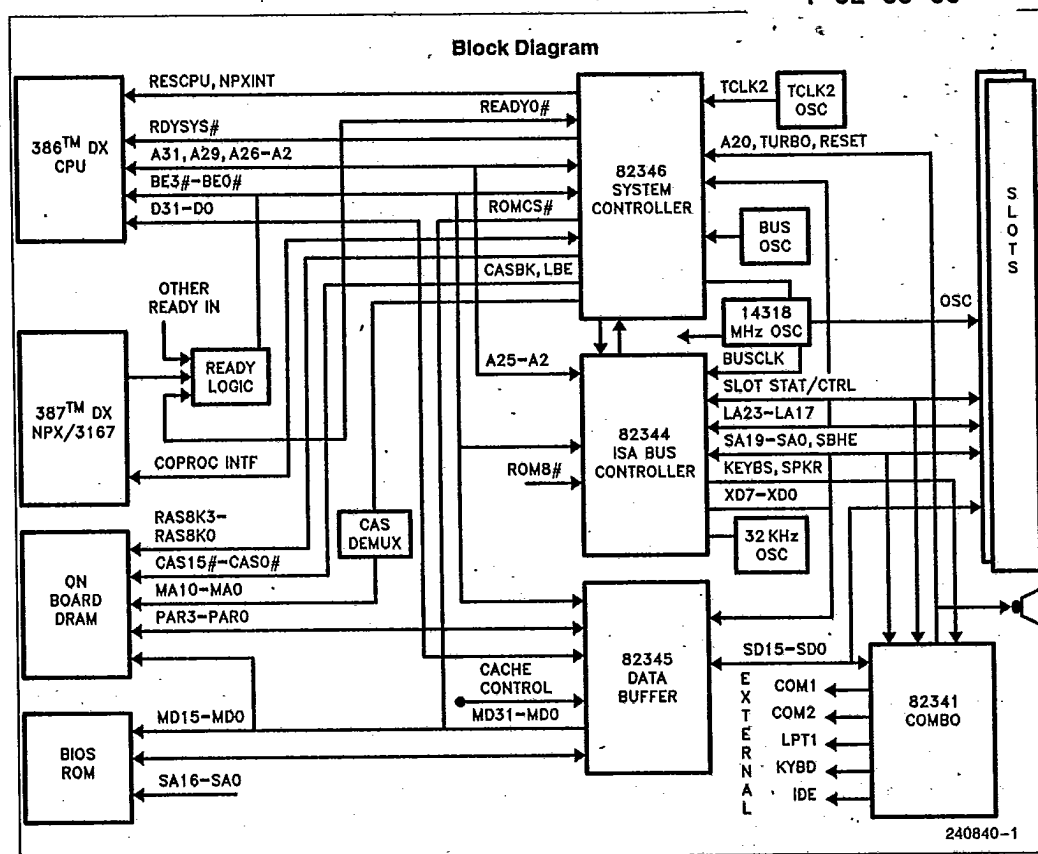 Block Diagram
RESCPU, NPXINT
READYO#
RDYSYS#
A31, A29, A26-A2
BE3#-BE0#
D31-D0
386™ DX
CPU
ROMCS#
CASBK, LBE
82346
SYSTEM
CONTROLLER
TCLK2
TCLK2
OSC
A20, TURBO, RESET
BUS
OSC
14318
MHz OSC
OSC
BUSCLK
SLOTS
OTHER
READY IN
READY
LOGIC
387™ DX
NPX/3167
COPROC INTF
A25-A2
ROM8#
82344
ISA BUS
CONTROLLER
SLOT STAT/CTRL
LA23-LA17
SA19-SA0, SBHE
KEYBS, SPKR
XD7-XD0
32 KHz
OSC
CAS
DEMUX
RAS8K3-
RAS8K0
CAS15#-CAS0#
MA10-MA0
PAR3-PAR0
ON
BOARD
DRAM
CACHE
CONTROL
MD31-MD0
82345
DATA
BUFFER
SD15-SD0
EXTERNAL
COM1
COM2
LPT1
KYBD
IDE
82341
COMBO
MD15-MD0
BIOS
ROM
SA16-SA0
240840-1